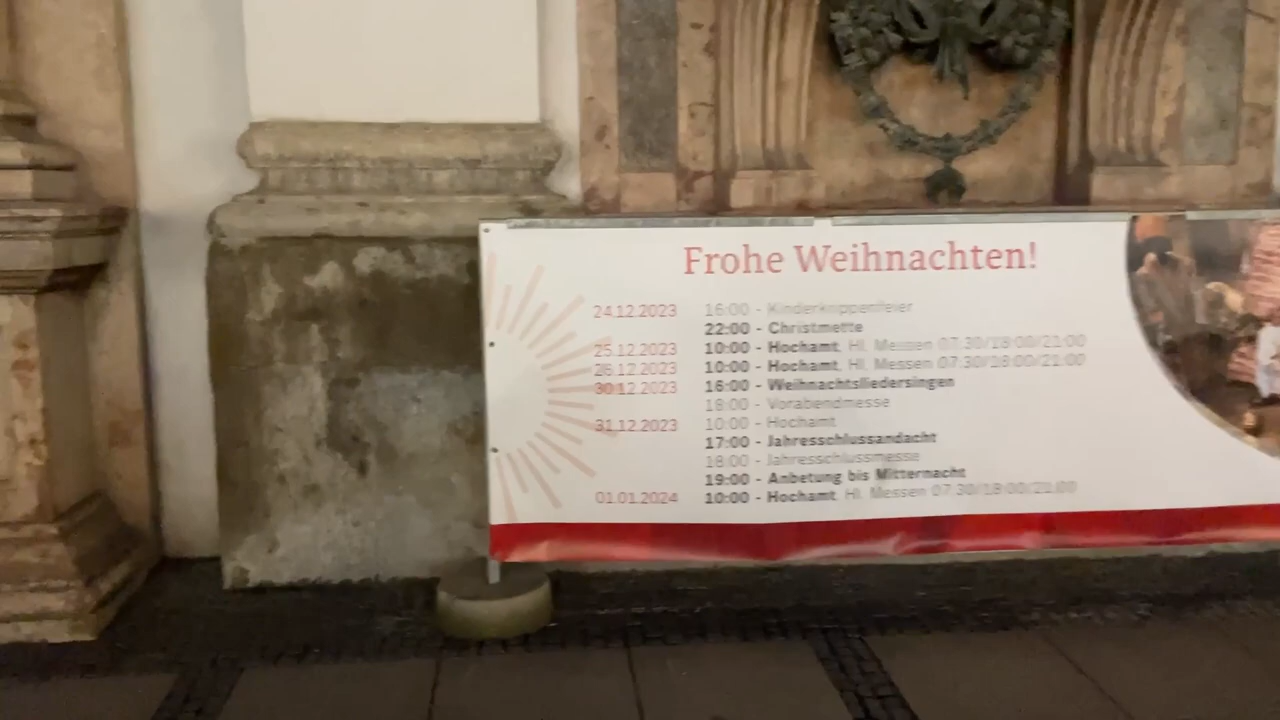 Frohe Weihnachten!
24.12.2023 16:00 - Kinderkrippenfeier
22:00 - Christmette
25.12.2023 10:00 - Hochamt, Hl. Messen 07:30/18:00/21:00
26.12.2023 10:00 - Hochamt, Hl. Messen 07:30/18:00/21:00
30.12.2023 16:00 - Weihnachtsliedersingen
18:00 - Vorabendmesse
31.12.2023 10:00 - Hochamt
17:00 - Jahresschlussandacht
18:00 - Jahresschlussmesse
19:00 - Anbetung bis Mitternacht
01.01.2024 10:00 - Hochamt, Hl. Messen 07:30/18:00/21:00